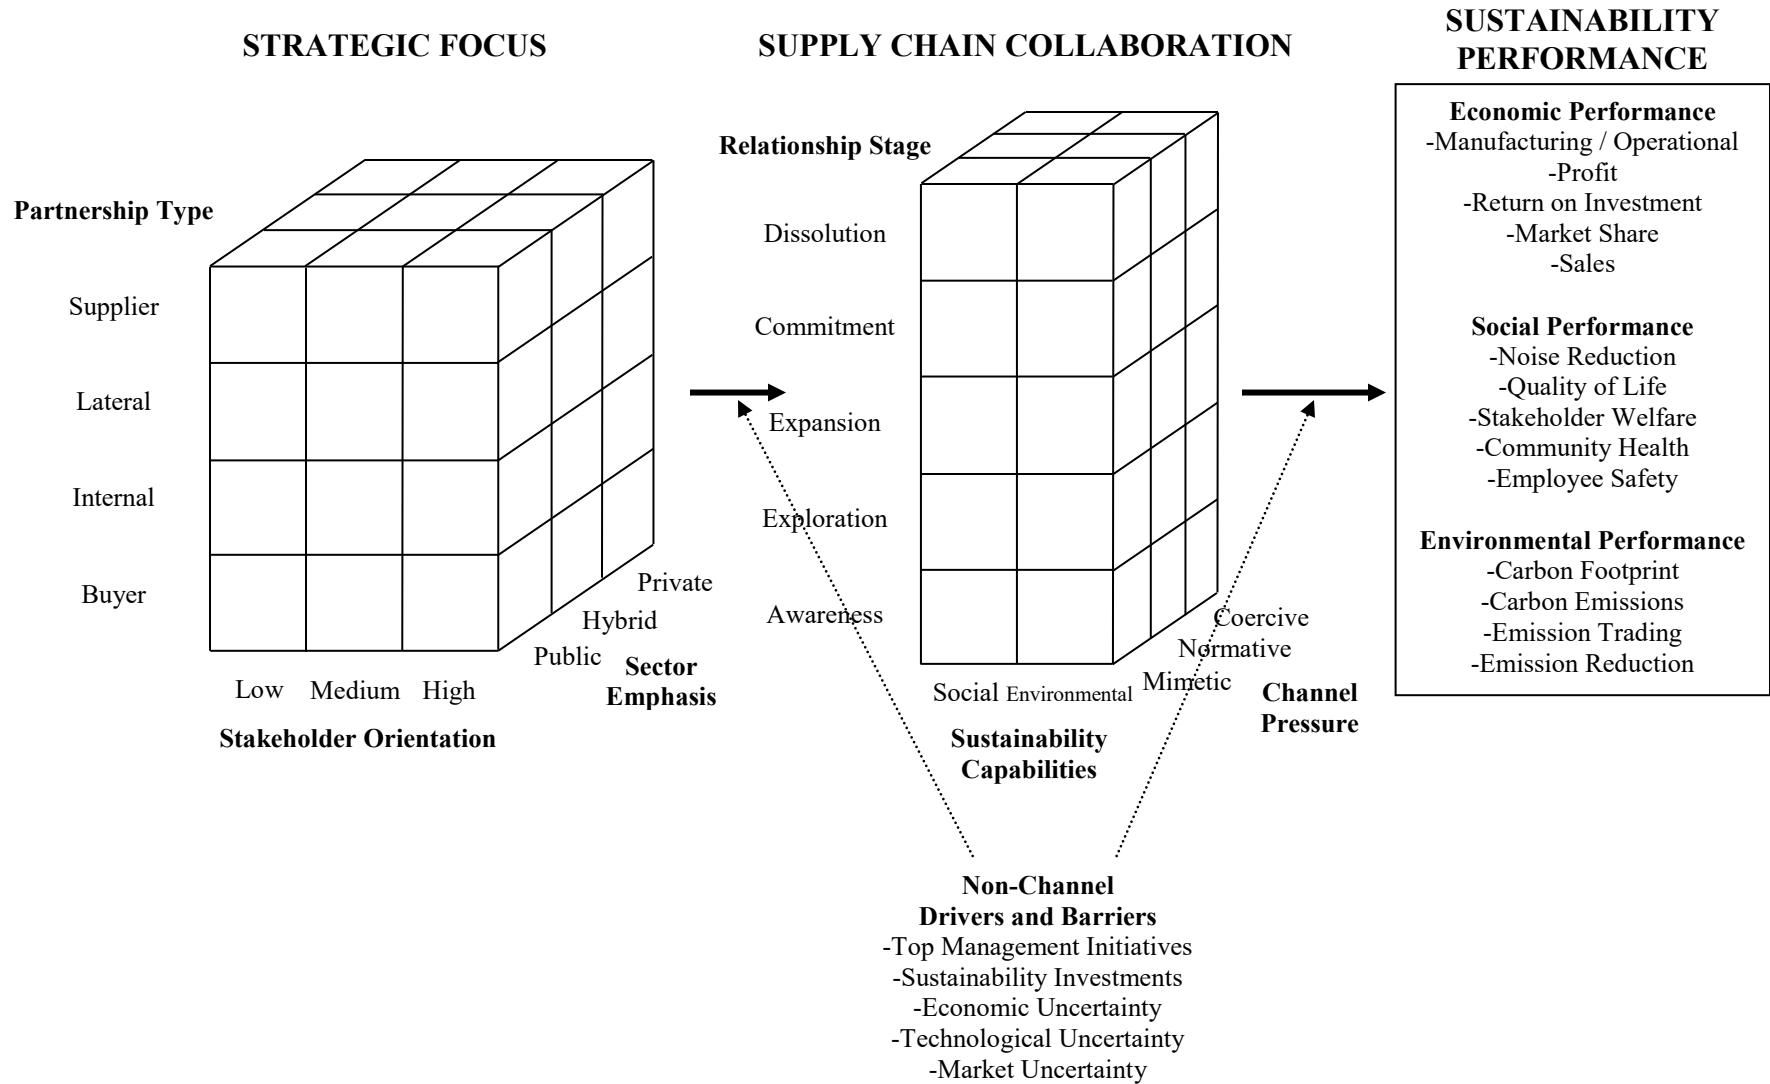 STRATEGIC FOCUS
SUPPLY CHAIN COLLABORATION
SUSTAINABILITY
PERFORMANCE
Partnership Type
Supplier
Lateral
Internal
Buyer
Low Medium High
Stakeholder Orientation
Private
Hybrid
Public
Sector
Emphasis
Relationship Stage
Dissolution
Commitment
Expansion
Exploration
Awareness
Social Environmental
Sustainability
Capabilities
Coercive
Normative
Mimetic
Channel
Pressure
Economic Performance
-Manufacturing / Operational
-Profit
-Return on Investment
-Market Share
-Sales
Social Performance
-Noise Reduction
-Quality of Life
-Stakeholder Welfare
-Community Health
-Employee Safety
Environmental Performance
-Carbon Footprint
-Carbon Emissions
-Emission Trading
-Emission Reduction
Non-Channel
Drivers and Barriers
-Top Management Initiatives
-Sustainability Investments
-Economic Uncertainty
-Technological Uncertainty
-Market Uncertainty